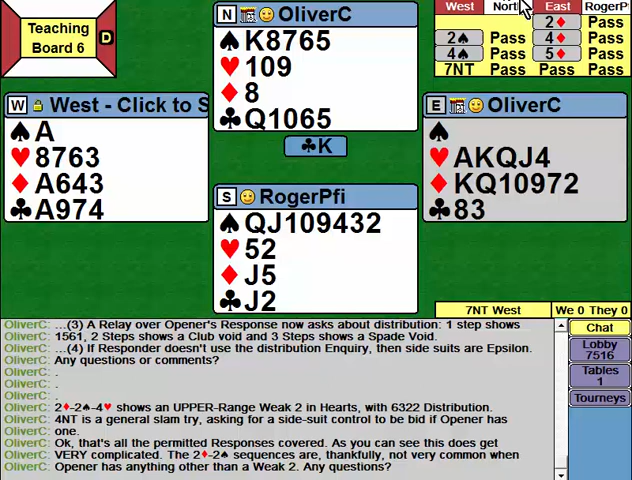 Teaching
Board 6
D
N OliverC
♠K8765
♥109
♦8
♣Q1065
West North East RogerP
2♦ Pass
2♠ Pass 4♦ Pass
4♠ Pass 5♦ Pass
7NT Pass Pass Pass
W West - Click to S
♠A
♥8763
♦A643
♣A974
♣K
E OliverC
♠
♥AKQJ4
♦KQ10972
♣83
S RogerPfi
♠QJ109432
♥52
♦J5
♣J2
7NT West We 0 They 0
OliverC: ...(3) A Relay over Opener's Response now asks about distribution: 1 step shows
OliverC: 1561, 2 Steps shows a Club void and 3 Steps shows a Spade Void.
OliverC: ...(4) If Responder doesn't use the distribution Enquiry, then side suits are Epsilon.
OliverC: Any questions or comments?
OliverC: .
OliverC: .
OliverC: .
OliverC: 2♦-2♠-4♥ shows an UPPER-Range Weak 2 in Hearts, with 6322 Distribution.
OliverC: 4NT is a general slam try, asking for a side-suit control to be bid if Opener has
OliverC: one.
OliverC: Ok, that's all the permitted Responses covered. As you can see this does get
OliverC: VERY complicated. The 2♦-2♠ sequences are, thankfully, not very common when
OliverC: Opener has anything other than a Weak 2. Any questions?
Chat
Lobby
7516
Tables
1
Tourneys